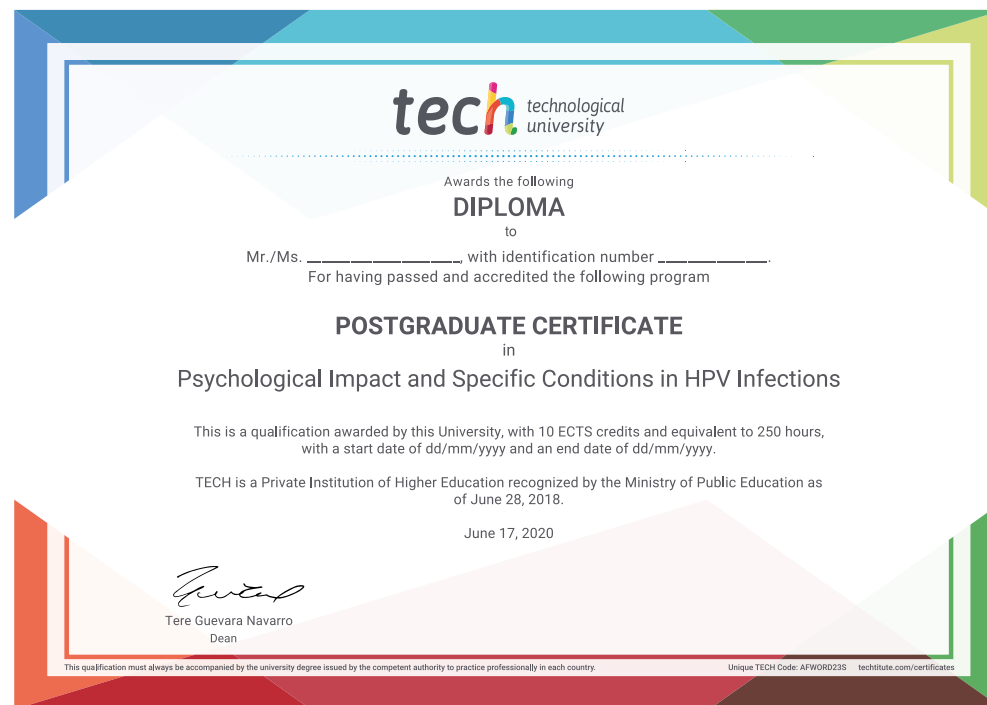 tech technological
university
Awards the following
DIPLOMA
to
Mr./Ms. ____________________, with identification number ______________.
For having passed and accredited the following program
POSTGRADUATE CERTIFICATE
in
Psychological Impact and Specific Conditions in HPV Infections
This is a qualification awarded by this University, with 10 ECTS credits and equivalent to 250 hours,
with a start date of dd/mm/yyyy and an end date of dd/mm/yyyy.
TECH is a Private Institution of Higher Education recognized by the Ministry of Public Education as
of June 28, 2018.
June 17, 2020
Tere Guevara Navarro
Dean
This qualification must always be accompanied by the university degree issued by the competent authority to practice professionally in each country.
Unique TECH Code: AFWORD23S techtitute.com/certificates